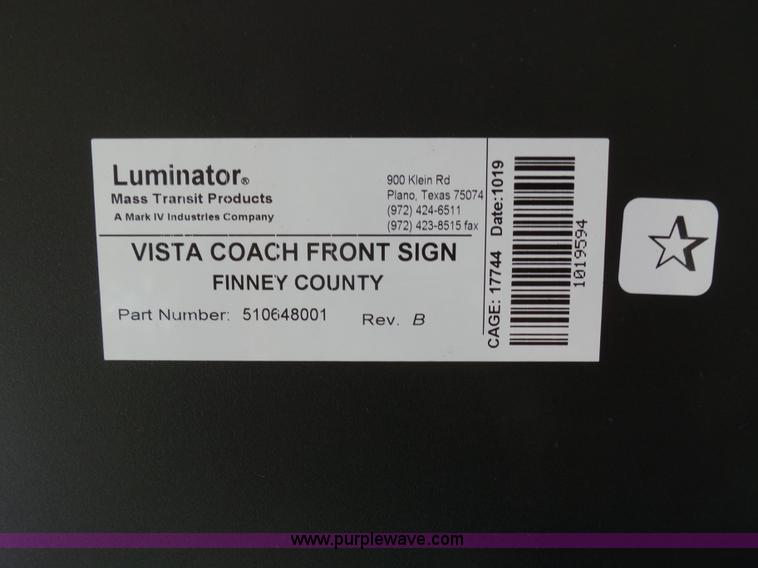 Luminator®
Mass Transit Products
A Mark IV Industries Company
900 Klein Rd
Plano, Texas 75074
(972) 424-6511
(972) 423-8515 fax
VISTA COACH FRONT SIGN
FINNEY COUNTY
Part Number: 510648001 Rev. B
CAGE: 17744 Date:1019
1019594
www.purplewave.com